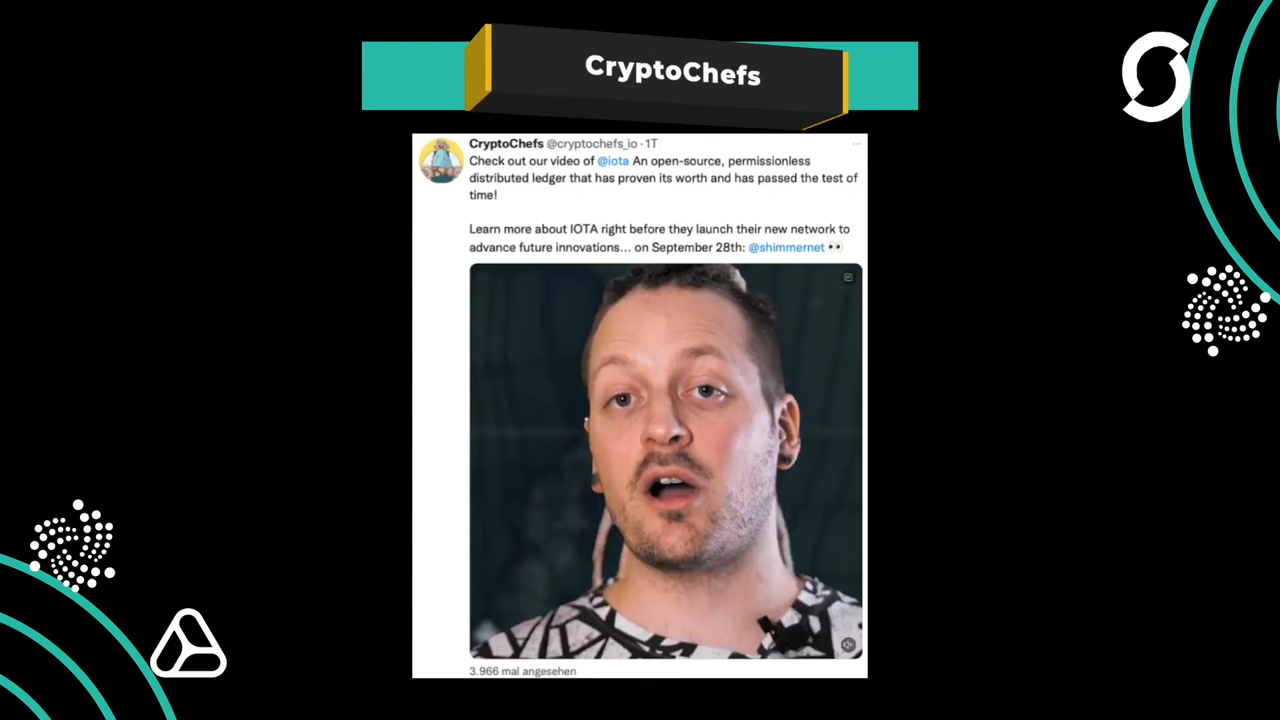 CryptoChefs
CryptoChefs @cryptochefs_io · 1T
Check out our video of @iota An open-source, permissionless
distributed ledger that has proven its worth and has passed the test of
time!
Learn more about IOTA right before they launch their new network to
advance future innovations... on September 28th: @shimmernet 👀
3.966 mal angesehen